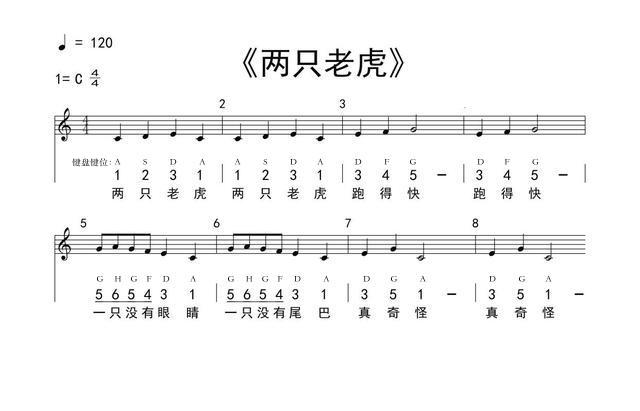 ♩ = 120
《两只老虎》
1= C 4/4
2 3
4/4
键盘键位: A S D A A S D A D F G D F G
1 2 3 1 1 2 3 1 3 4 5 – 3 4 5 –
两 只 老 虎 两 只 老 虎 跑 得 快 跑 得 快
5 6 7 8
G H G F D A G H G F D A D G A D G A
5 6 5 4 3 1 5 6 5 4 3 1 3 5 1 – 3 5 1 –
一 只 没 有 眼 睛 一 只 没 有 尾 巴 真 奇 怪 真 奇 怪